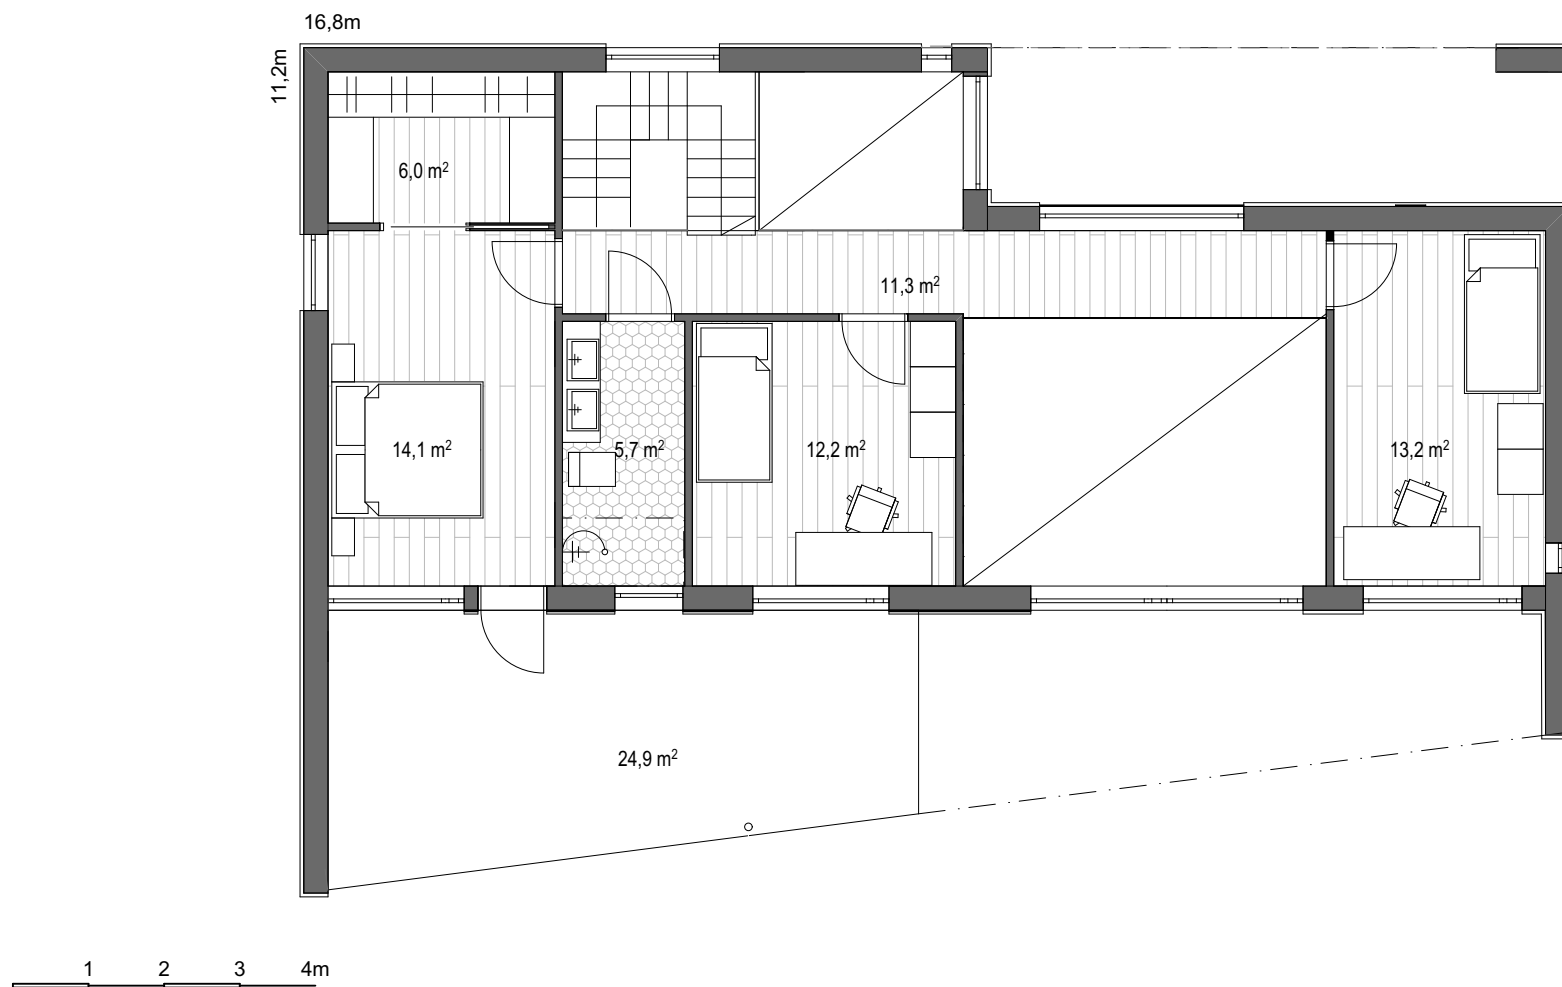 16,8m
11,2m
6,0 m²
11,3 m²
14,1 m²
5,7 m²
12,2 m²
13,2 m²
24,9 m²
1 2 3 4m